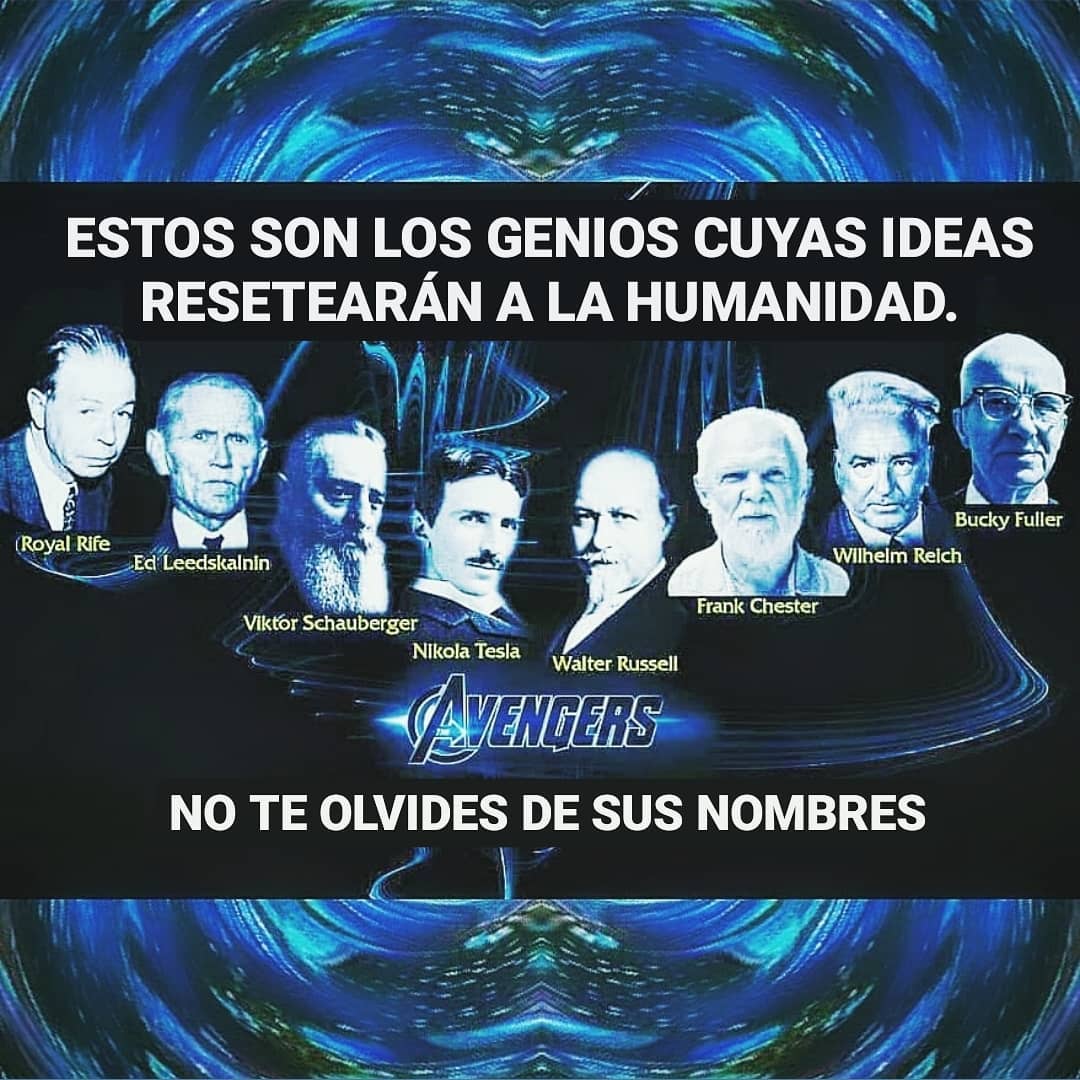 ESTOS SON LOS GENIOS CUYAS IDEAS
RESETEARÁN A LA HUMANIDAD.
Royal Rife
Ed Leedskalnin
Viktor Schauberger
Nikola Tesla
Walter Russell
Frank Chester
Wilhelm Reich
Bucky Fuller
AVENGERS
NO TE OLVIDES DE SUS NOMBRES